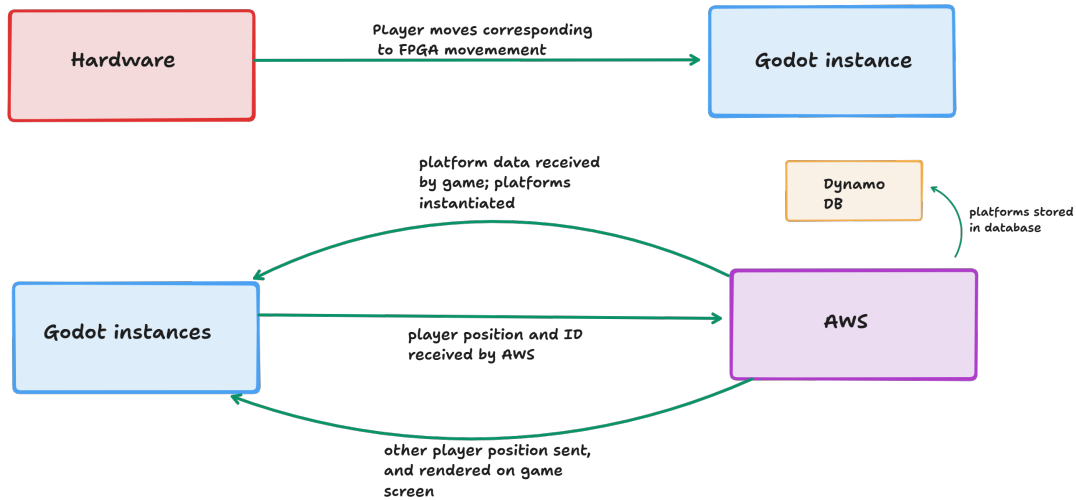 Player moves corresponding
to FPGA movemement
Hardware
Godot instance
platform data received
by game; platforms
instantiated
Dynamo
DB
platforms stored
in database
Godot instances
player position and ID
received by AWS
AWS
other player position sent,
and rendered on game
screen